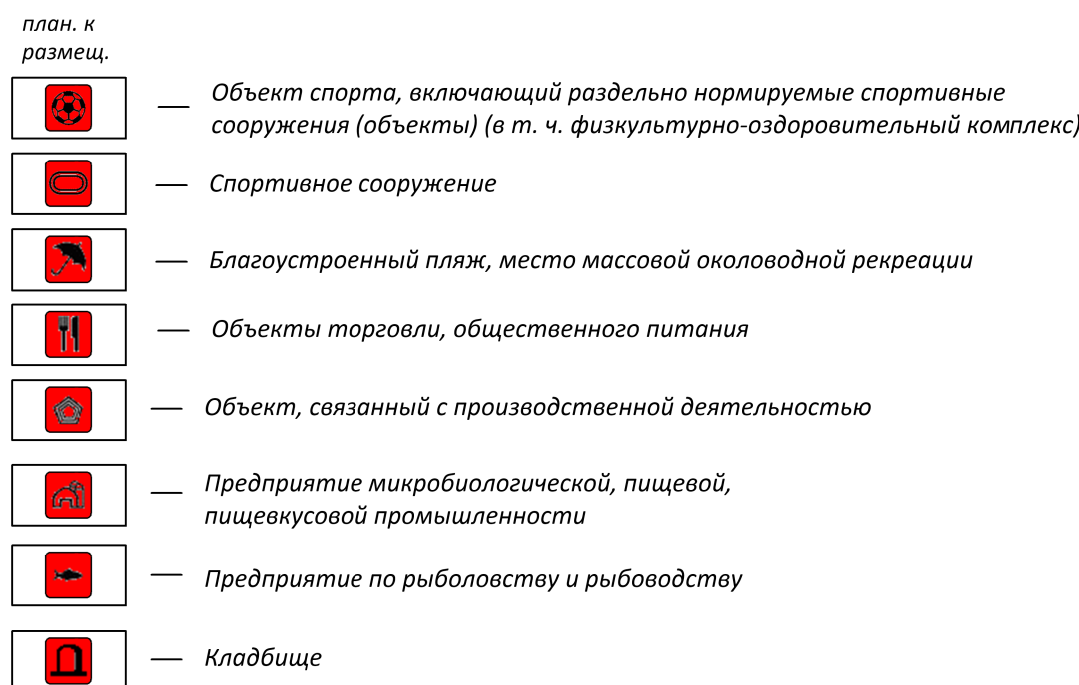 план. к
размещ.
— Объект спорта, включающий раздельно нормируемые спортивные
сооружения (объекты) (в т. ч. физкультурно-оздоровительный комплекс)
— Спортивное сооружение
— Благоустроенный пляж, место массовой околоводной рекреации
— Объекты торговли, общественного питания
— Объект, связанный с производственной деятельностью
— Предприятие микробиологической, пищевой,
пищевкусовой промышленности
— Предприятие по рыболовству и рыбоводству
— Кладбище